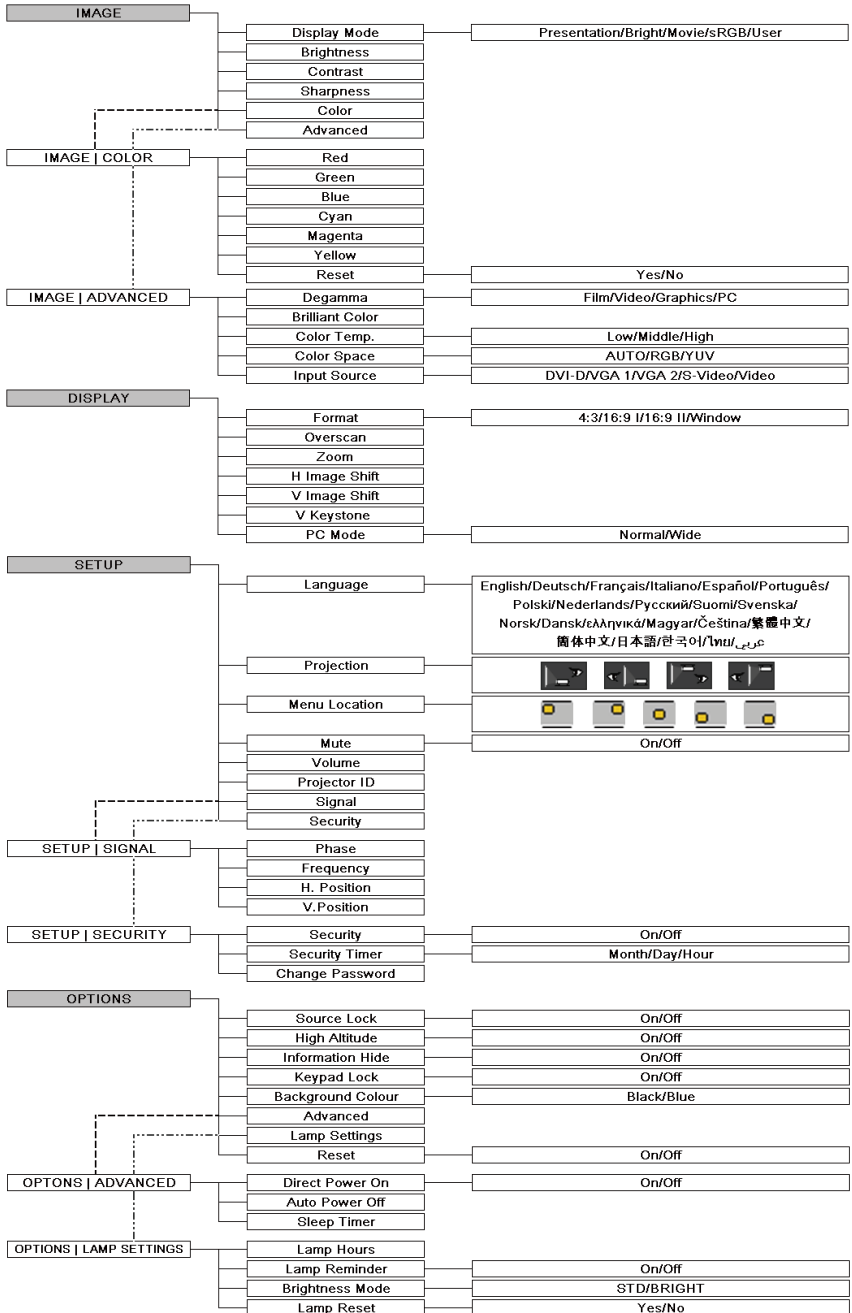 IMAGE
Display Mode Presentation/Bright/Movie/sRGB/User
Brightness
Contrast
Sharpness
Color
Advanced
IMAGE | COLOR Red
Green
Blue
Cyan
Magenta
Yellow
Reset Yes/No
IMAGE | ADVANCED Degamma Film/Video/Graphics/PC
Brilliant Color
Color Temp. Low/Middle/High
Color Space AUTO/RGB/YUV
Input Source DVI-D/VGA 1/VGA 2/S-Video/Video
DISPLAY
Format 4:3/16:9 I/16:9 II/Window
Overscan
Zoom
H Image Shift
V Image Shift
V Keystone
PC Mode Normal/Wide
SETUP
Language English/Deutsch/Français/Italiano/Español/Português/
Polski/Nederlands/Русский/Suomi/Svenska/
Norsk/Dansk/ελληνικά/Magyar/Čeština/繁體中文/
简体中文/日本語/한국어/ไทย/عربي
Projection
Menu Location
Mute On/Off
Volume
Projector ID
Signal
Security
SETUP | SIGNAL Phase
Frequency
H. Position
V.Position
SETUP | SECURITY Security On/Off
Security Timer Month/Day/Hour
Change Password
OPTIONS
Source Lock On/Off
High Altitude On/Off
Information Hide On/Off
Keypad Lock On/Off
Background Colour Black/Blue
Advanced
Lamp Settings
Reset On/Off
OPTONS | ADVANCED Direct Power On On/Off
Auto Power Off
Sleep Timer
OPTIONS | LAMP SETTINGS Lamp Hours
Lamp Reminder On/Off
Brightness Mode STD/BRIGHT
Lamp Reset Yes/No